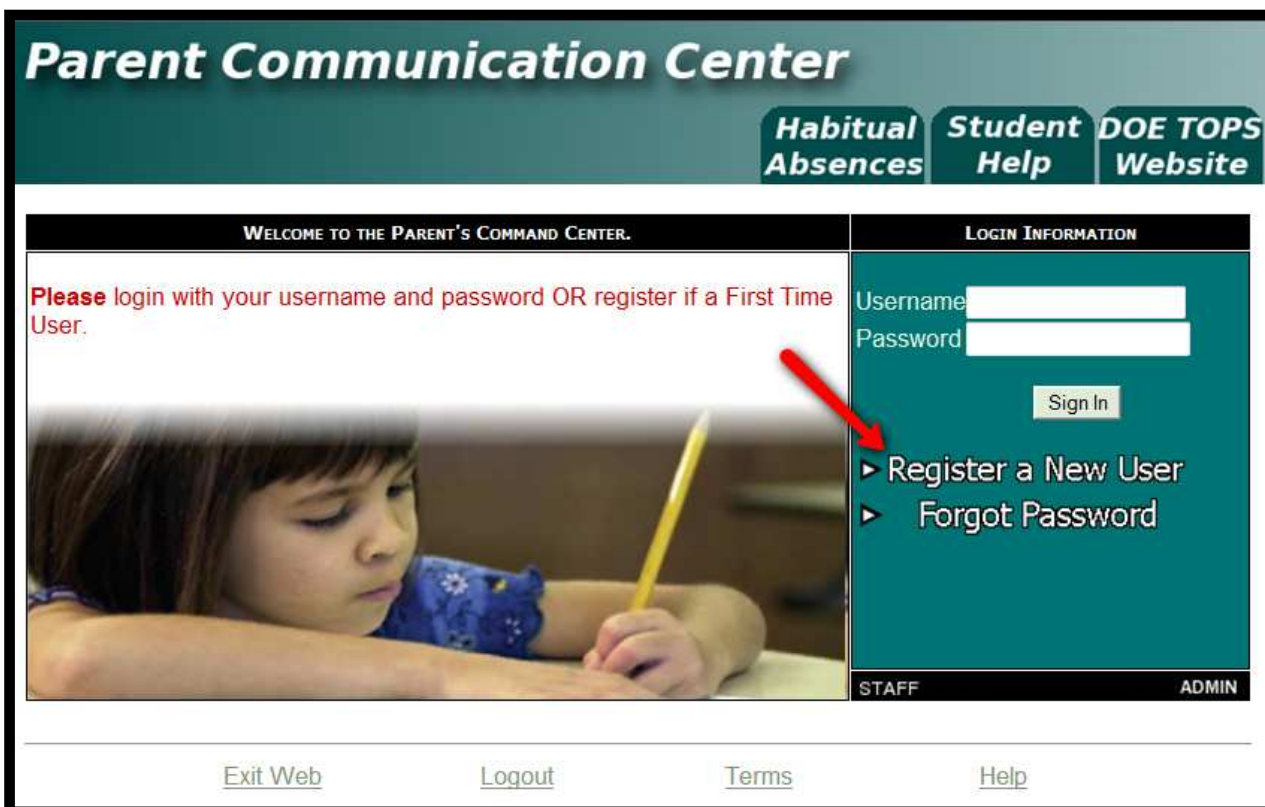 Parent Communication Center
Habitual Absences
Student Help
DOE TOPS Website
WELCOME TO THE PARENT'S COMMAND CENTER.
LOGIN INFORMATION
Please login with your username and password OR register if a First Time
User.
Username
Password
Sign In
Register a New User
Forgot Password
STAFF
ADMIN
Exit Web
Logout
Terms
Help